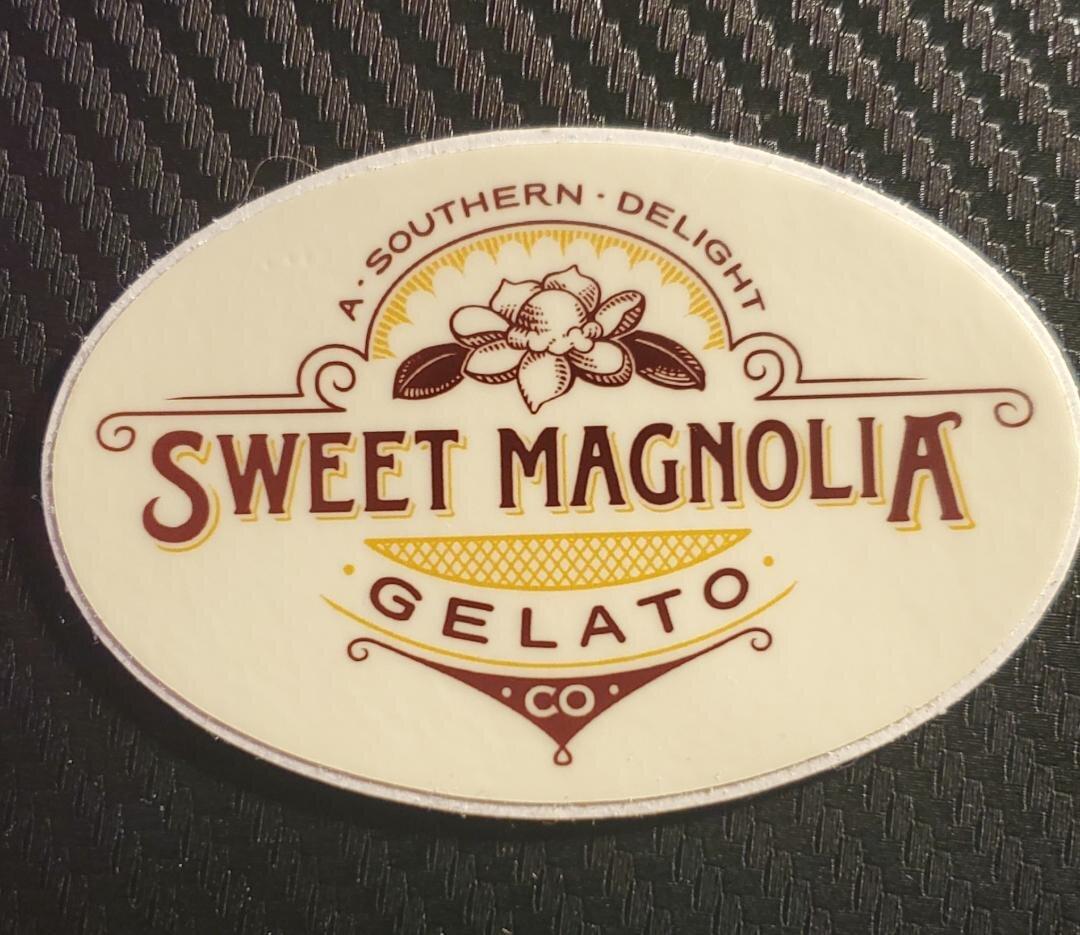 A · SOUTHERN · DELIGHT
SWEET MAGNOLIA
· GELATO ·
· CO ·